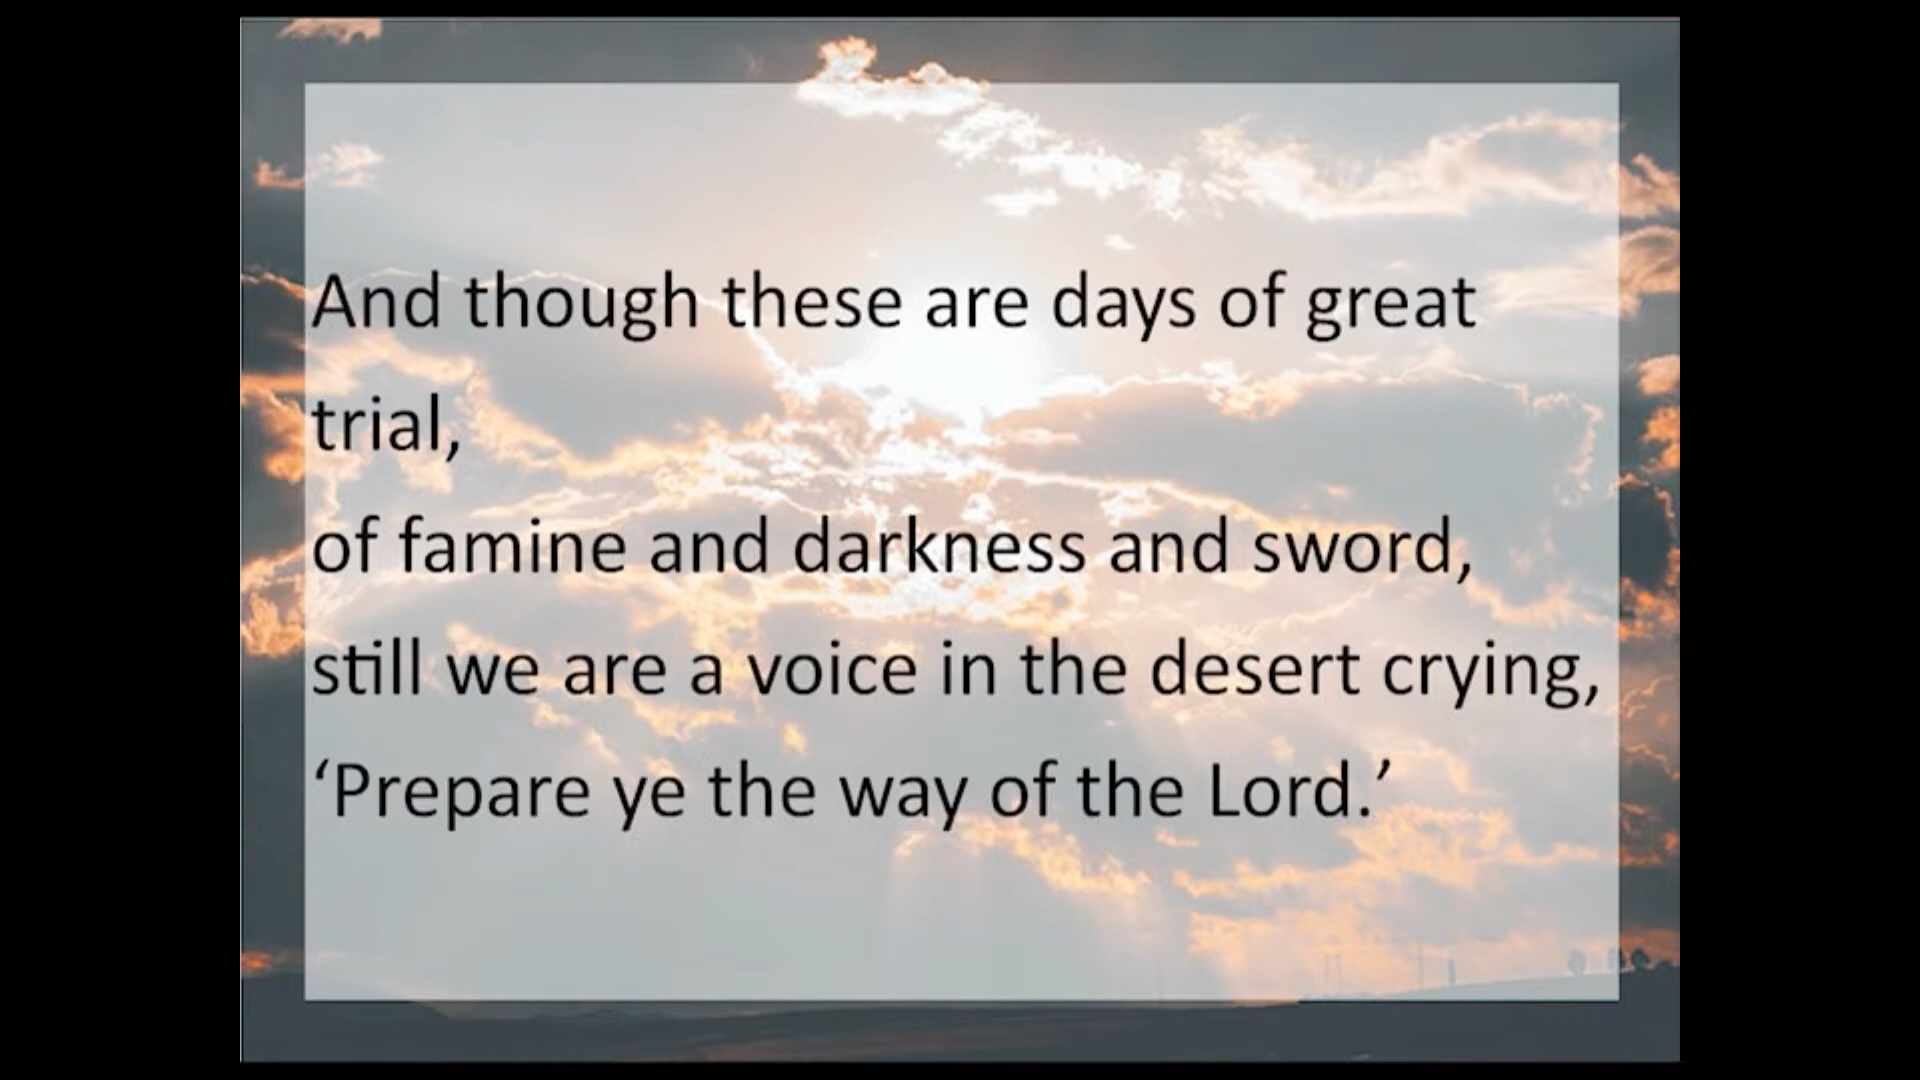 And though these are days of great
trial,
of famine and darkness and sword,
still we are a voice in the desert crying,
‘Prepare ye the way of the Lord.’